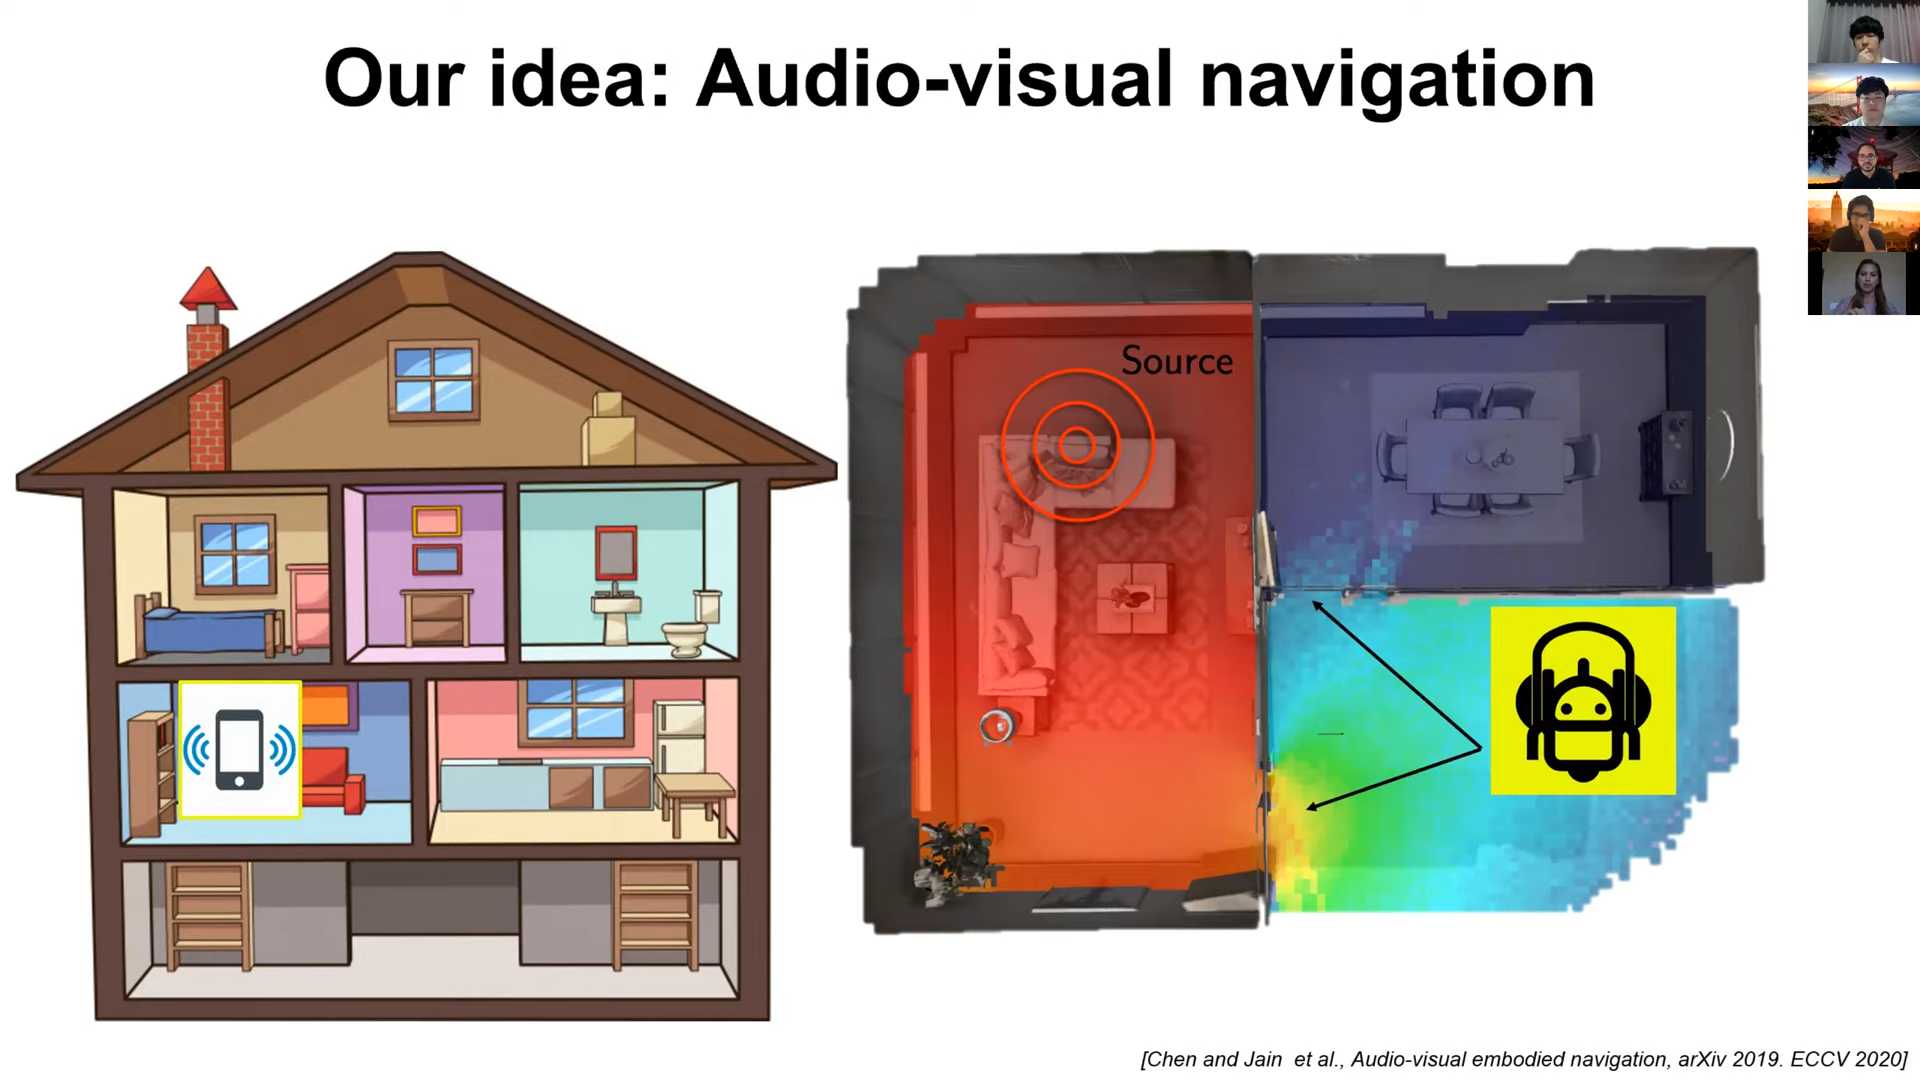 Our idea: Audio-visual navigation
Source
[Chen and Jain et al., Audio-visual embodied navigation, arXiv 2019. ECCV 2020]